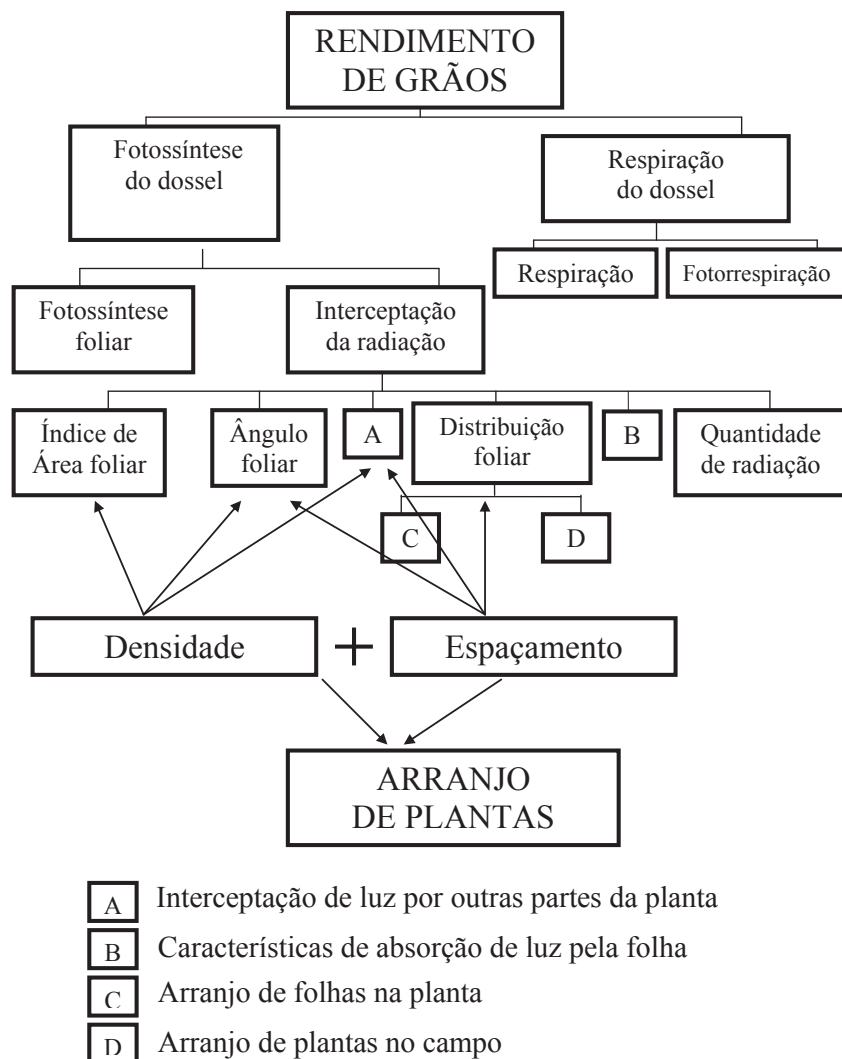 RENDIMENTO
DE GRÃOS
Fotossíntese
do dossel
Respiração
do dossel
Respiração
Fotorrespiração
Fotossíntese
foliar
Interceptação
da radiação
Índice de
Área foliar
Ângulo
foliar
A
Distribuição
foliar
B
Quantidade
de radiação
C
D
Densidade
+
Espaçamento
ARRANJO
DE PLANTAS
A Interceptação de luz por outras partes da planta
B Características de absorção de luz pela folha
C Arranjo de folhas na planta
D Arranjo de plantas no campo